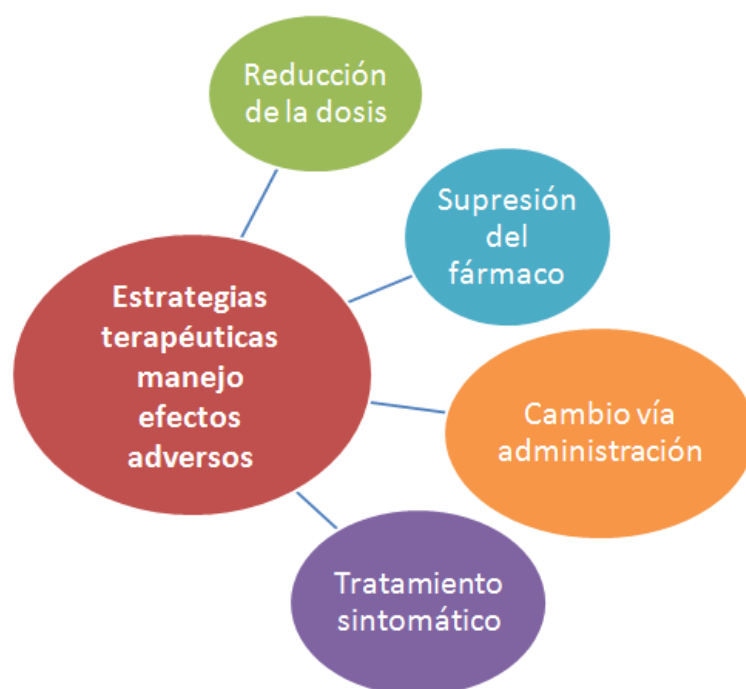 Reducción
de la dosis
Supresión
del
fármaco
Estrategias
terapéuticas
manejo
efectos
adversos
Cambio vía
administración
Tratamiento
sintomático